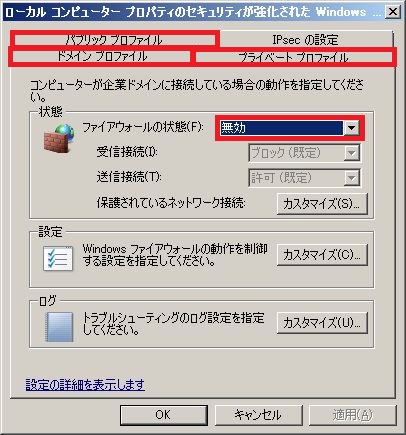 ローカル コンピューター プロパティのセキュリティが強化された Windows ...
パブリック プロファイル
IPsec の設定
ドメイン プロファイル
プライベート プロファイル
コンピューターが企業ドメインに接続している場合の動作を指定してくださ
い。
状態
ファイアウォールの状態(F):
無効
受信接続(I):
ブロック (既定)
送信接続(T):
許可 (既定)
保護されているネットワーク接続:
カスタマイズ(S)...
設定
Windows ファイアウォールの動作を制御
する設定を指定してください。
カスタマイズ(C)...
ログ
トラブルシューティングのログ設定を指定
してください。
カスタマイズ(U)...
設定の詳細を表示します
OK
キャンセル
適用(A)